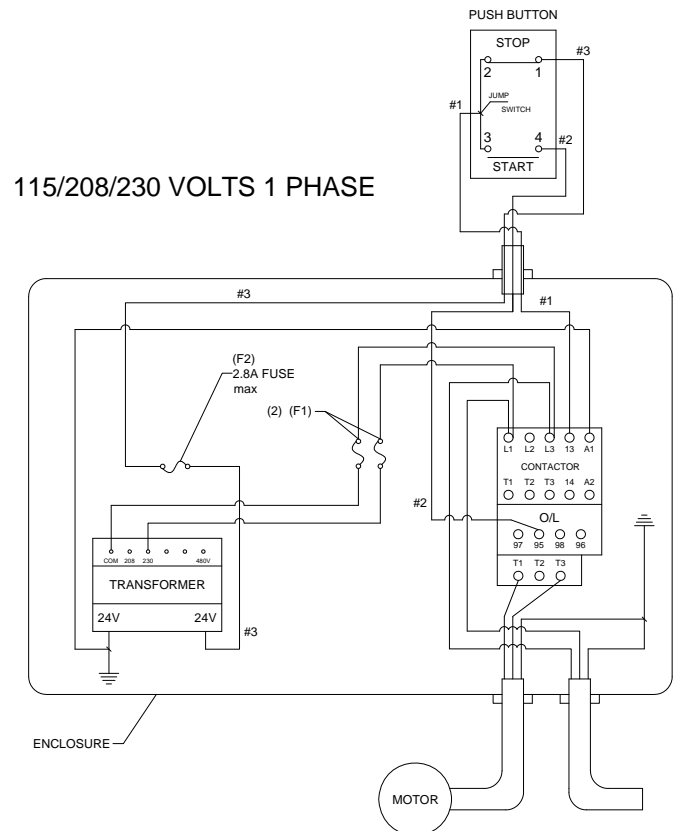 PUSH BUTTON
STOP
#3
2 1
#1
JUMP
SWITCH
3 4
#2
START
115/208/230 VOLTS 1 PHASE
#3
#1
(F2)
2.8A FUSE
max
(2) (F1)
L1 L2 L3 13 A1
CONTACTOR
T1 T2 T3 14 A2
#2
O/L
97 95 98 96
T1 T2 T3
COM 208 230 480V
TRANSFORMER
24V 24V
#3
ENCLOSURE
MOTOR